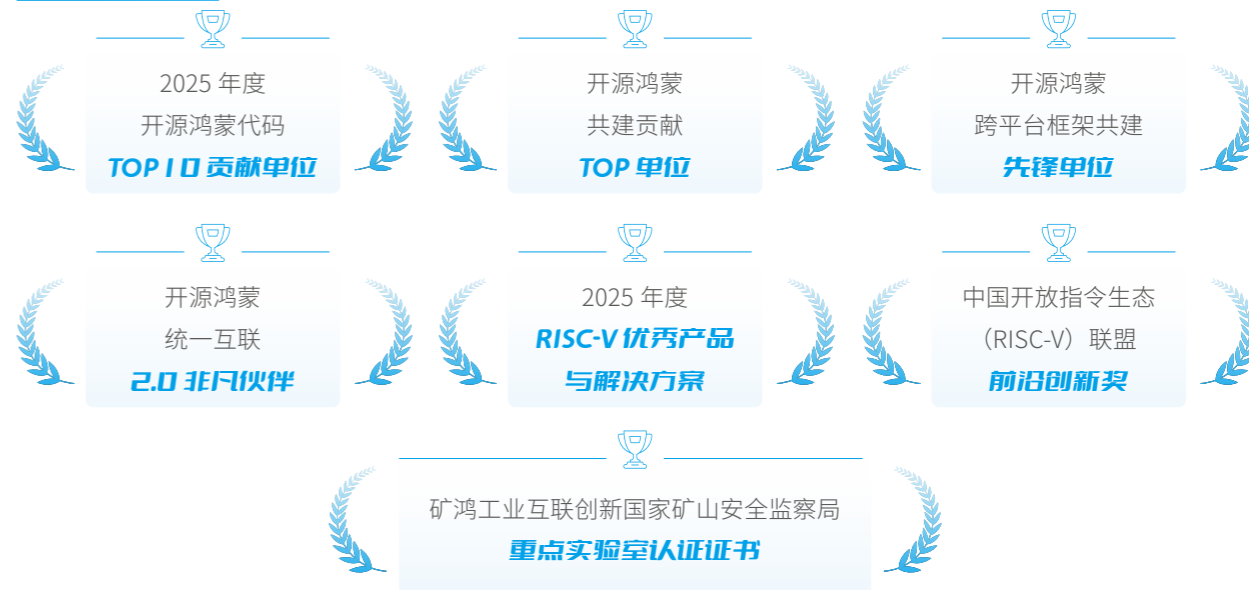 2025 年度
开源鸿蒙代码
TOP10 贡献单位
开源鸿蒙
共建贡献
TOP 单位
开源鸿蒙
跨平台框架共建
先锋单位
开源鸿蒙
统一互联
2.0 非凡伙伴
2025 年度
RISC-V 优秀产品
与解决方案
中国开放指令生态
（RISC-V）联盟
前沿创新奖
矿鸿工业互联创新国家矿山安全监察局
重点实验室认证证书